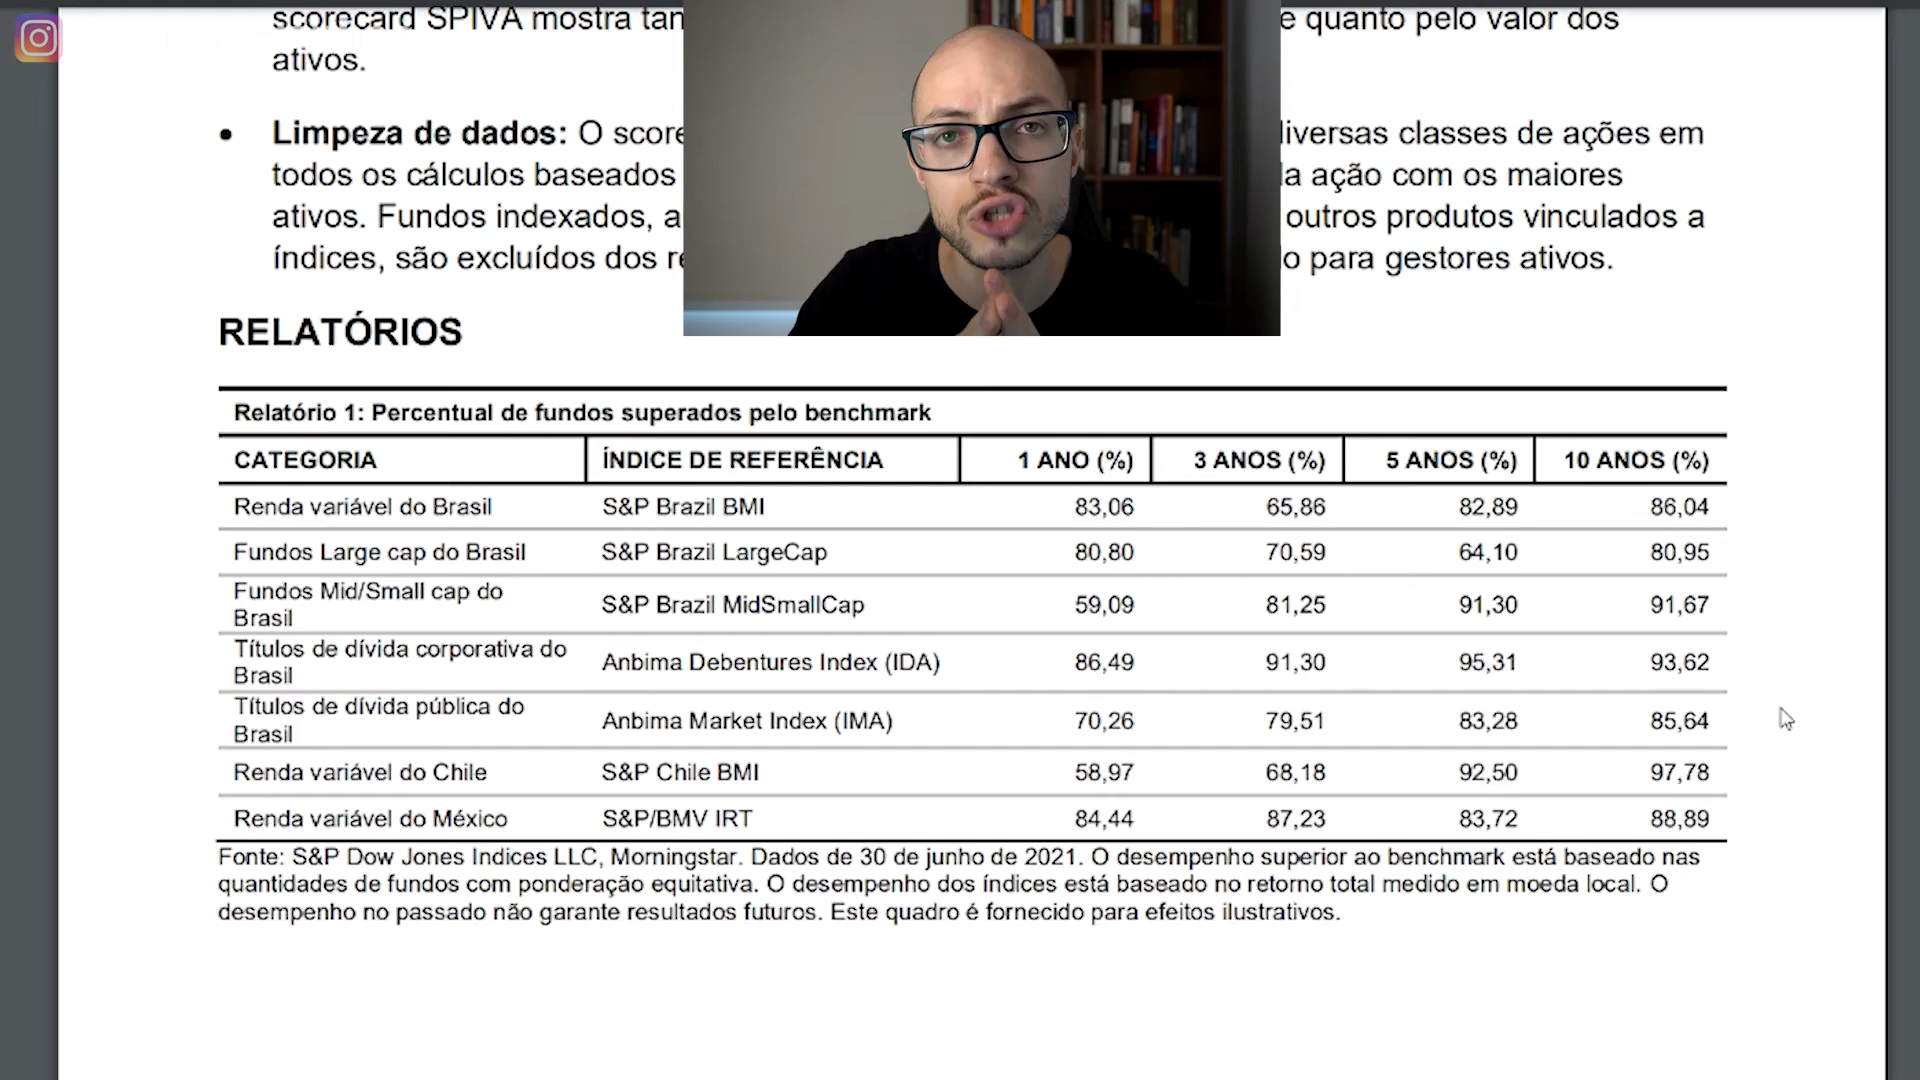 scorecard SPIVA mostra tan
e quanto pelo valor dos
ativos.
• Limpeza de dados: O score
diversas classes de ações em
todos os cálculos baseados
da ação com os maiores
ativos. Fundos indexados, a
outros produtos vinculados a
índices, são excluídos dos re
o para gestores ativos.
RELATÓRIOS
Relatório 1: Percentual de fundos superados pelo benchmark
CATEGORIA ÍNDICE DE REFERÊNCIA 1 ANO (%) 3 ANOS (%) 5 ANOS (%) 10 ANOS (%)
Renda variável do Brasil S&P Brazil BMI 83,06 65,86 82,89 86,04
Fundos Large cap do Brasil S&P Brazil LargeCap 80,80 70,59 64,10 80,95
Fundos Mid/Small cap do
Brasil S&P Brazil MidSmallCap 59,09 81,25 91,30 91,67
Títulos de dívida corporativa do
Brasil Anbima Debentures Index (IDA) 86,49 91,30 95,31 93,62
Títulos de dívida pública do
Brasil Anbima Market Index (IMA) 70,26 79,51 83,28 85,64
Renda variável do Chile S&P Chile BMI 58,97 68,18 92,50 97,78
Renda variável do México S&P/BMV IRT 84,44 87,23 83,72 88,89
Fonte: S&P Dow Jones Indices LLC, Morningstar. Dados de 30 de junho de 2021. O desempenho superior ao benchmark está baseado nas
quantidades de fundos com ponderação equitativa. O desempenho dos índices está baseado no retorno total medido em moeda local. O
desempenho no passado não garante resultados futuros. Este quadro é fornecido para efeitos ilustrativos.